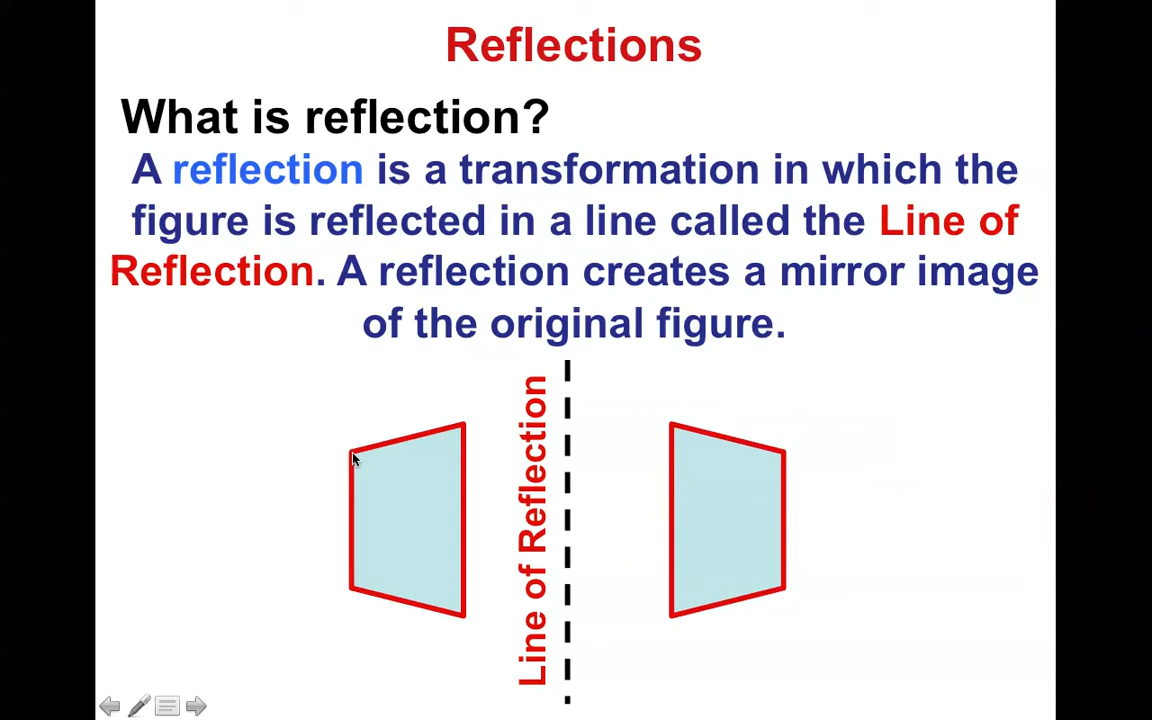 Reflections
What is reflection?
A reflection is a transformation in which the
figure is reflected in a line called the Line of
Reflection. A reflection creates a mirror image
of the original figure.
Line of Reflection